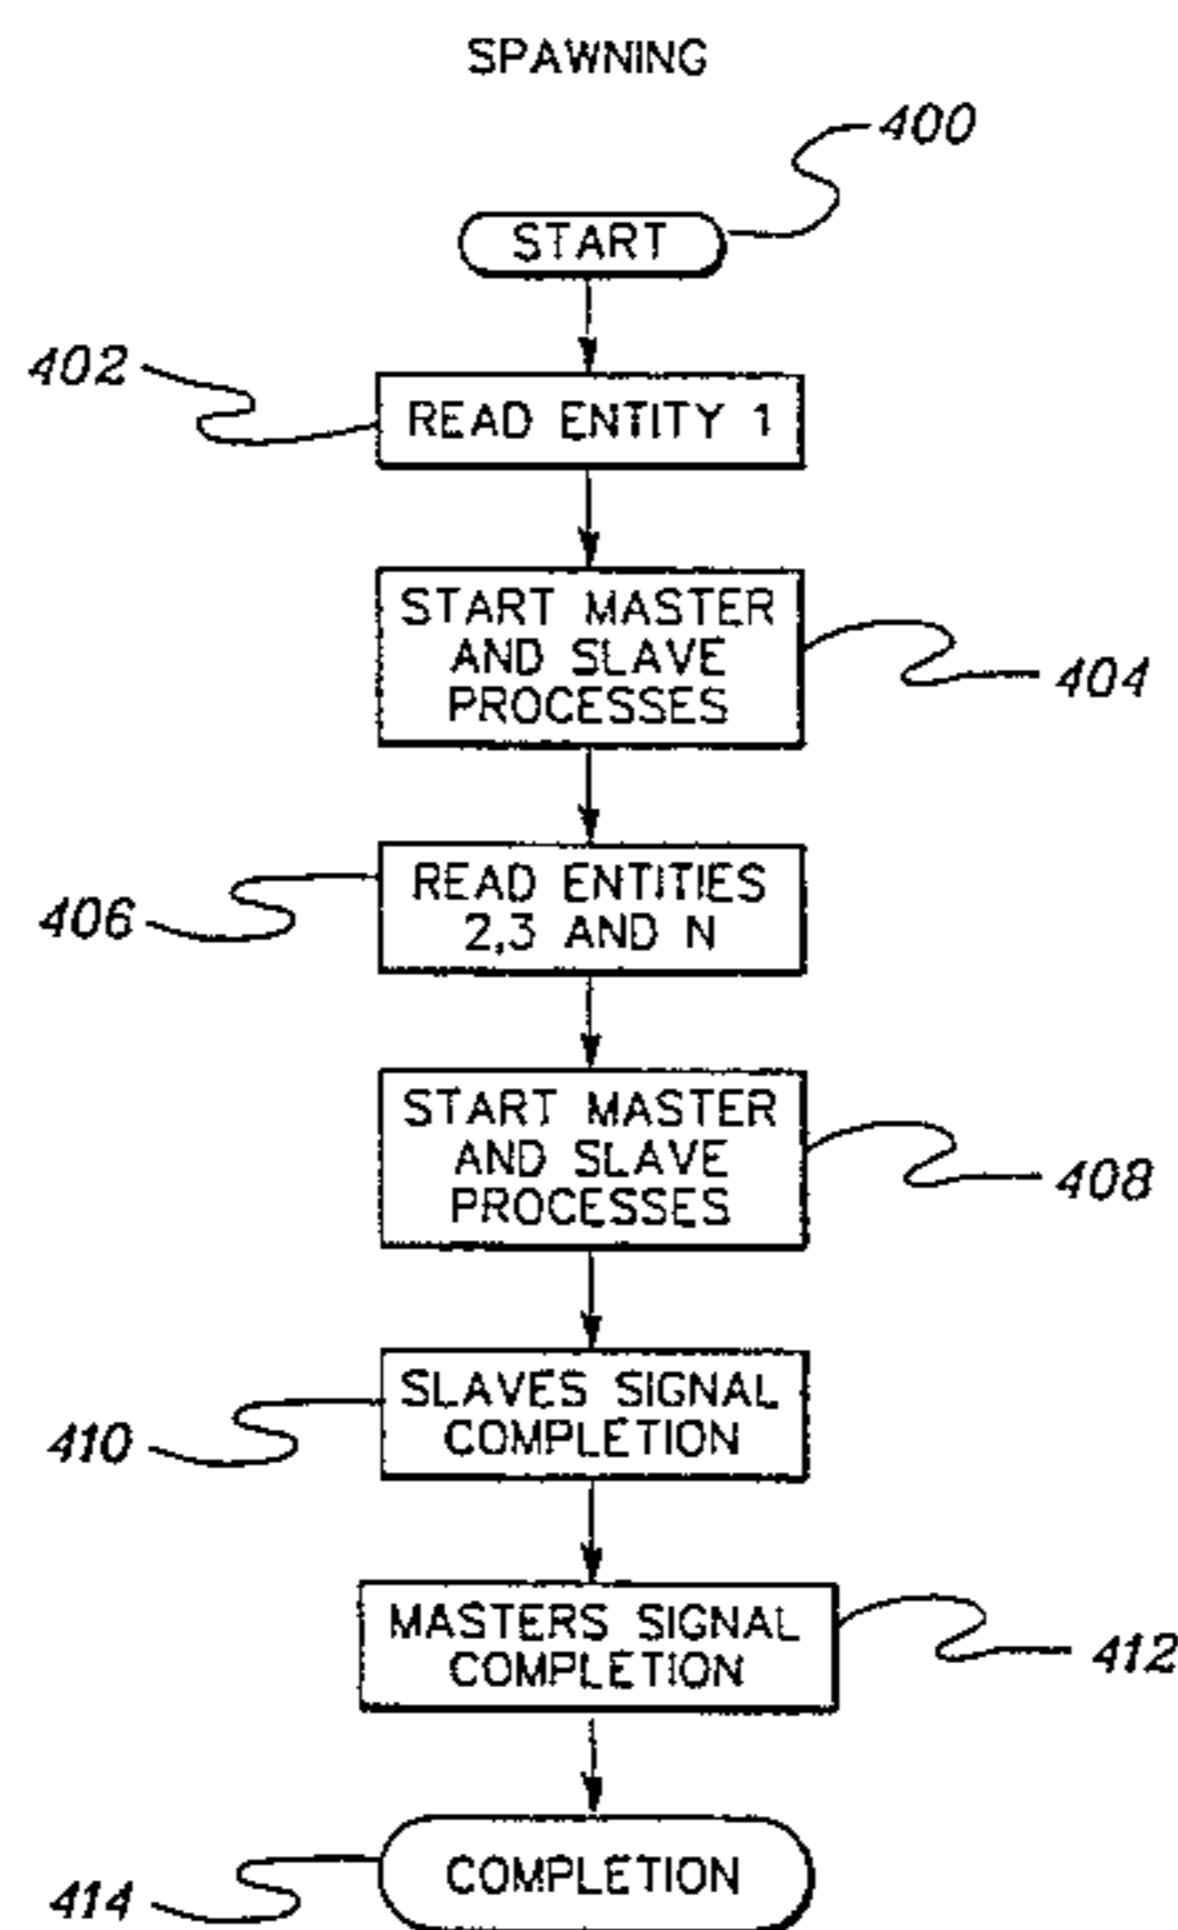 SPAWNING
400
START
402
READ ENTITY 1
START MASTER
AND SLAVE
PROCESSES
404
READ ENTITIES
2,3 AND N
406
START MASTER
AND SLAVE
PROCESSES
408
SLAVES SIGNAL
COMPLETION
410
MASTERS SIGNAL
COMPLETION
412
COMPLETION
414